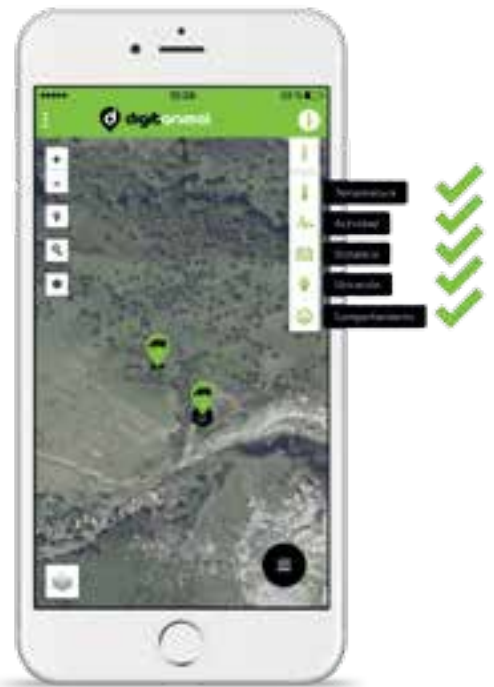 digitanimal
Temperatura
Actividad
Distancia
Ubicación
Comportamiento